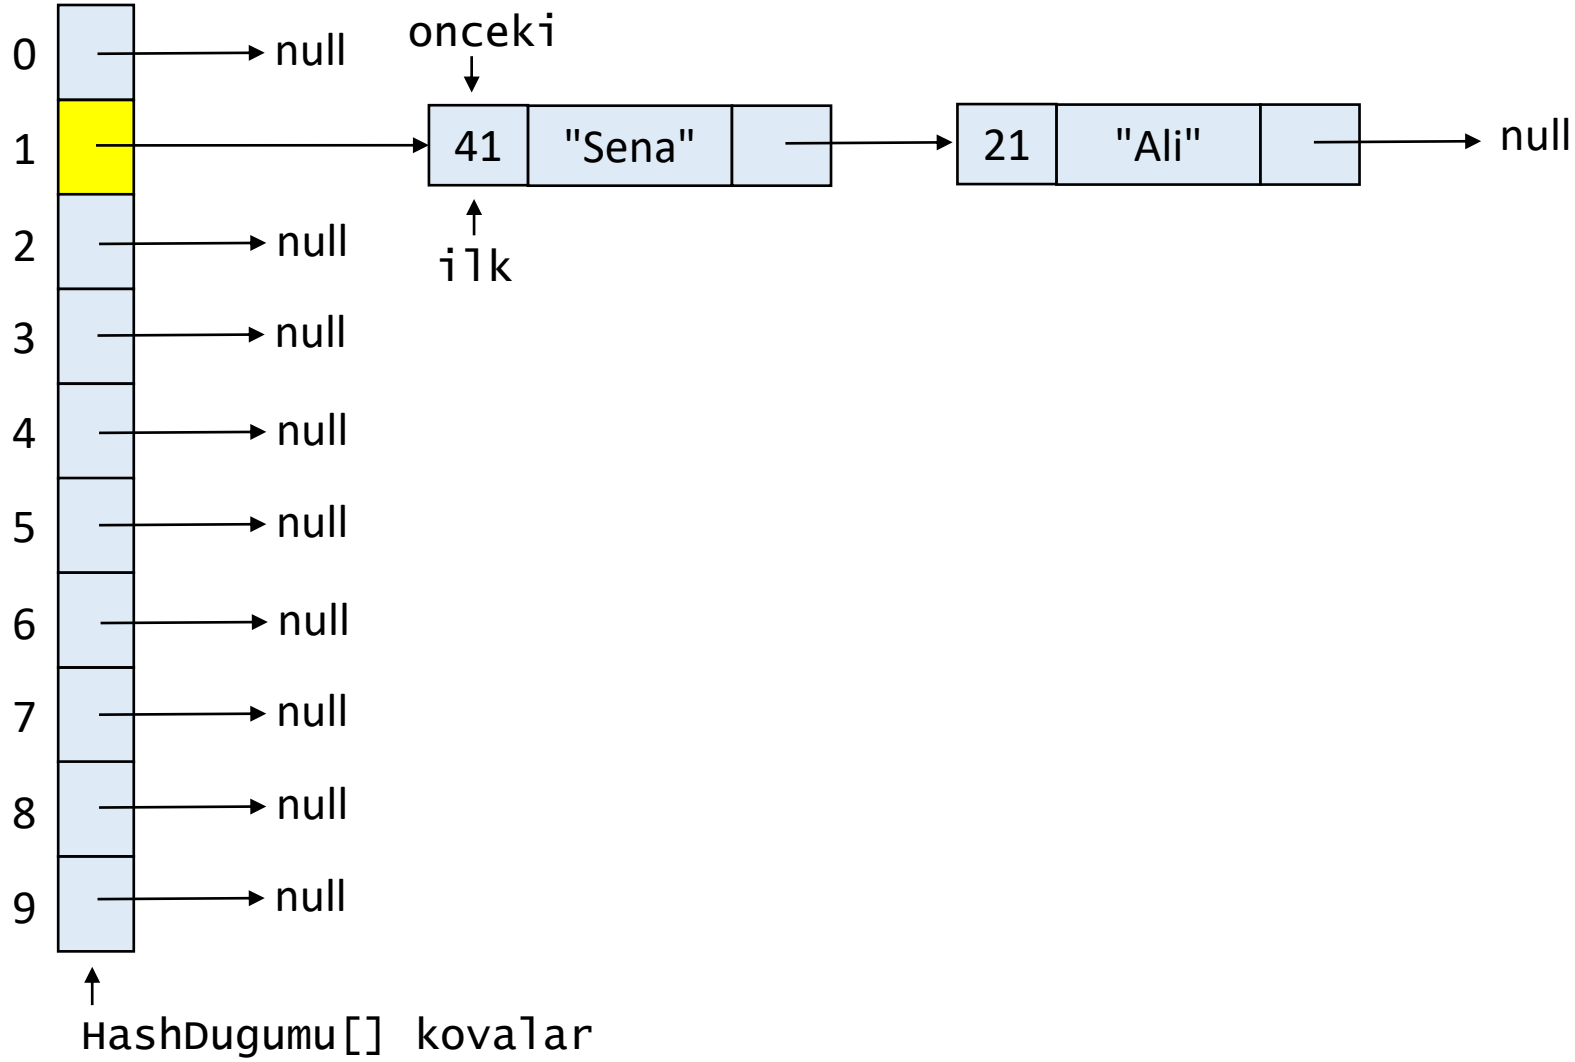 onceki
0 null
1 41 "Sena" 21 "Ali" null
2 null
ilk
3 null
4 null
5 null
6 null
7 null
8 null
9 null
HashDugumu[] kovalar